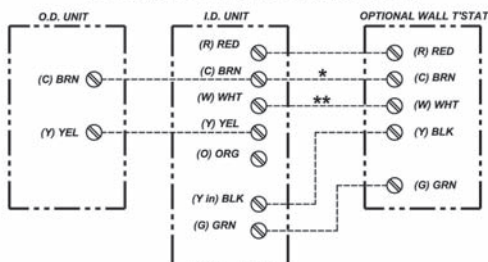 O.D. UNIT
(C) BRN
(Y) YEL
I.D. UNIT
(R) RED
(C) BRN
(W) WHT
(Y) YEL
(O) ORG
(Y in) BLK
(G) GRN
*
**
OPTIONAL WALL T'STAT
(R) RED
(C) BRN
(W) WHT
(Y) BLK
(G) GRN